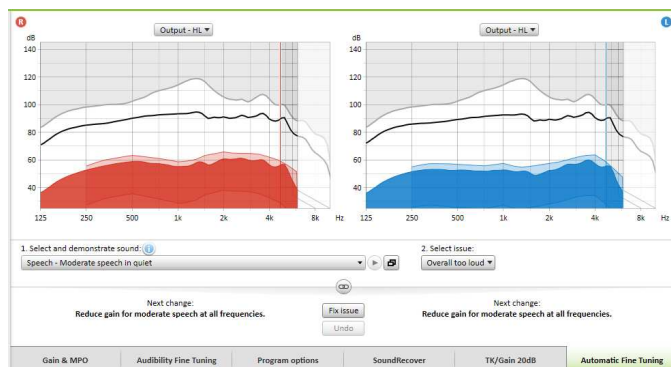 R
Output - HL
Output - HL
L
dB
dB
140
140
120
120
100
100
80
80
60
60
40
40
125 250 500 1k 2k 4k 8k Hz
125 250 500 1k 2k 4k 8k Hz
1. Select and demonstrate sound:
2. Select issue:
Speech - Moderate speech in quiet
Overall too loud
Next change:
Reduce gain for moderate speech at all frequencies.
Fix issue
Undo
Next change:
Reduce gain for moderate speech at all frequencies.
Gain & MPO
Audibility Fine Tuning
Program options
SoundRecover
TK/Gain 20dB
Automatic Fine Tuning